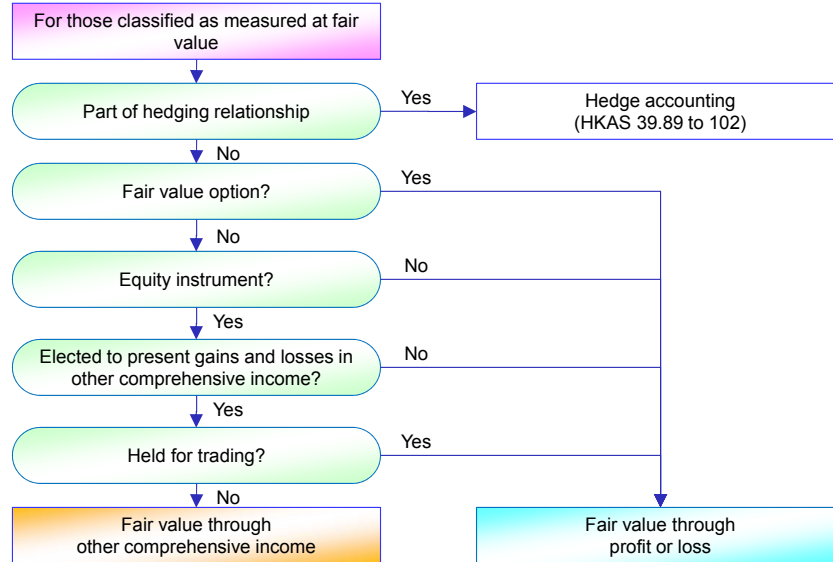 For those classified as measured at fair
value
Part of hedging relationship
Yes
Hedge accounting
(HKAS 39.89 to 102)
No
Fair value option?
Yes
No
Equity instrument?
No
Yes
Elected to present gains and losses in
other comprehensive income?
No
Yes
Held for trading?
Yes
No
Fair value through
other comprehensive income
Fair value through
profit or loss